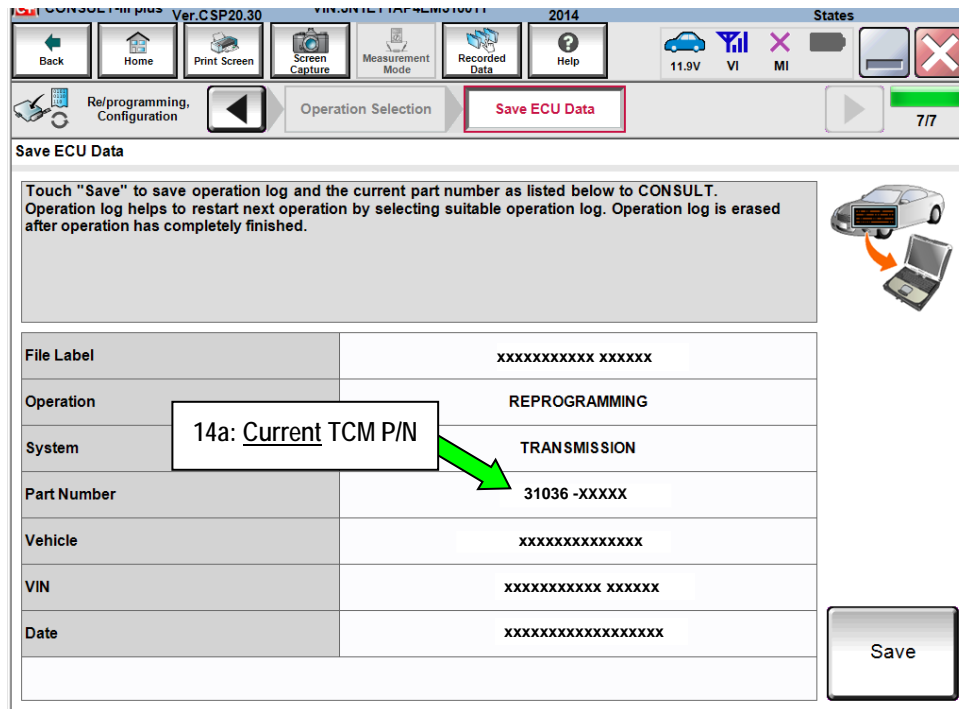 CONSULT-III plus Ver.CSP20.30 2014 States
Back
Home
Print Screen
Screen Capture
Measurement Mode
Recorded Data
Help
11.9V
VI
MI
Re/programming, Configuration
Operation Selection
Save ECU Data
7/7
Save ECU Data
Touch "Save" to save operation log and the current part number as listed below to CONSULT.
Operation log helps to restart next operation by selecting suitable operation log. Operation log is erased
after operation has completely finished.
File Label xxxxxxxxxxx xxxxxx
Operation REPROGRAMMING
14a: Current TCM P/N
System TRANSMISSION
Part Number 31036 -XXXXX
Vehicle xxxxxxxxxxxxxx
VIN xxxxxxxxxxx xxxxxx
Date xxxxxxxxxxxxxxxxxx
Save